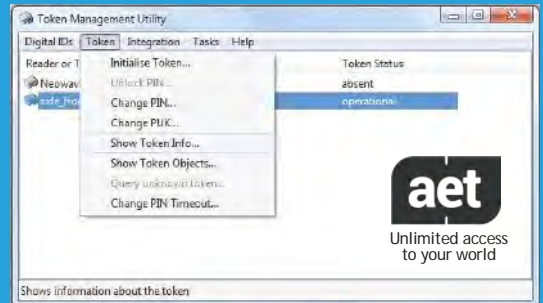 Token Management Utility
Digital IDs Token Integration Tasks Help
Reader or T
Token Status
Neowav
absent
operational
Initialise Token...
Unlock PIN...
Change PIN...
Change PUK...
Show Token Info...
Show Token Objects...
Query unknown token...
Change PIN Timeout...
aet
Unlimited access
to your world
Shows information about the token